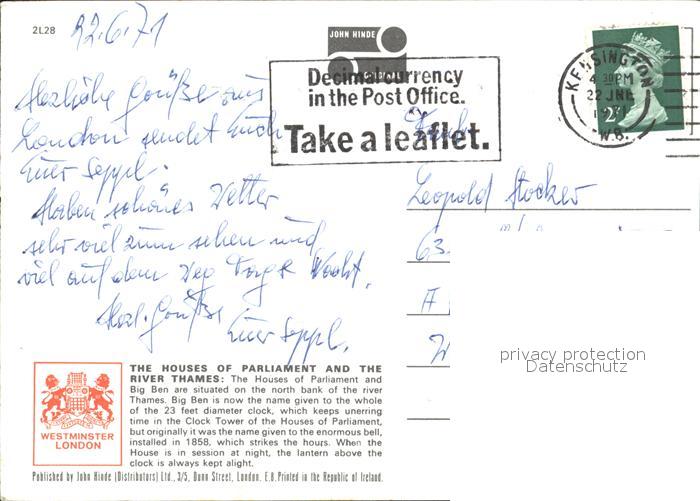 2L28
22.6.71
JOHN HINDE
ORIGINAL
Decimal currency
in the Post Office.
Take a leaflet.
KENSINGTON
4.30PM
22 JNE
1971
W8.
2½
Herzliche Grüße aus
London sendet Euch
Euer Seppl.
Haben schönes Wetter
sehr viel zum sehen und
viel auf dem Weg Tag & Nacht.
Herzl. Grüße
Euer Seppl.
Leopold Stocker
63
A
W
privacy protection
Datenschutz
WESTMINSTER
LONDON
THE HOUSES OF PARLIAMENT AND THE
RIVER THAMES: The Houses of Parliament and
Big Ben are situated on the north bank of the river
Thames. Big Ben is now the name given to the whole
of the 23 feet diameter clock, which keeps unerring
time in the Clock Tower of the Houses of Parliament,
but originally it was the name given to the enormous bell,
installed in 1858, which strikes the hours. When the
House is in session at night, the lantern above the
clock is always kept alight.
Published by John Hinde (Distributors) Ltd., 3/5, Dunn Street, London, E.8. Printed in the Republic of Ireland.